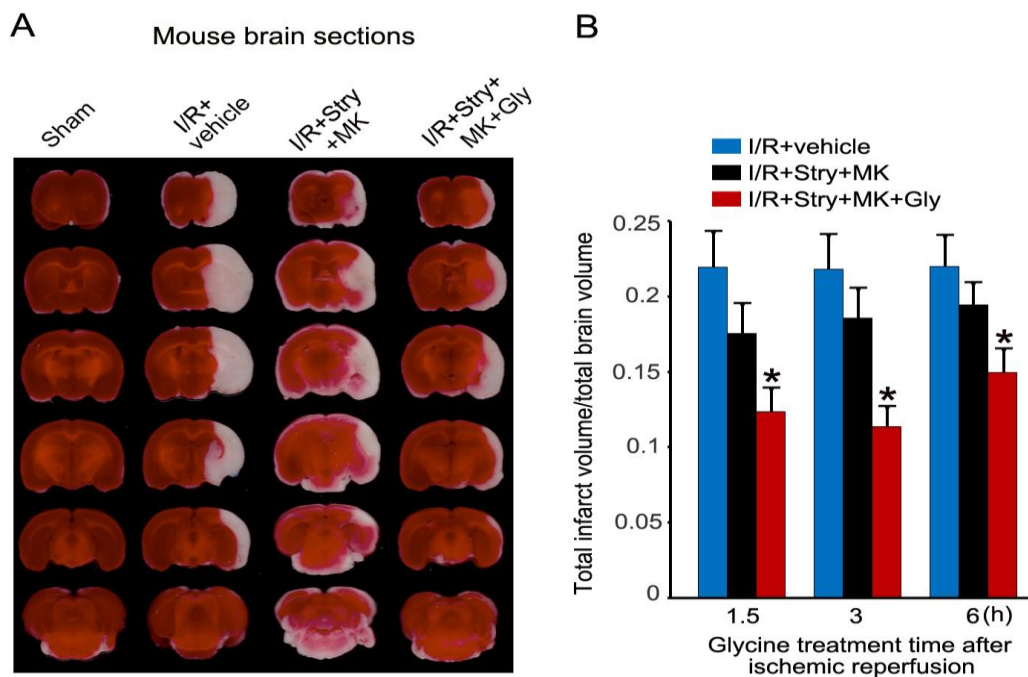 A
Mouse brain sections
Sham
I/R+
vehicle
I/R+Stry
+MK
I/R+Stry+
MK+Gly
B
I/R+vehicle
I/R+Stry+MK
I/R+Stry+MK+Gly
Total infarct volume/total brain volume
0.25
0.2
0.15
0.1
0.05
0
*
*
*
1.5
3
6 (h)
Glycine treatment time after
ischemic reperfusion